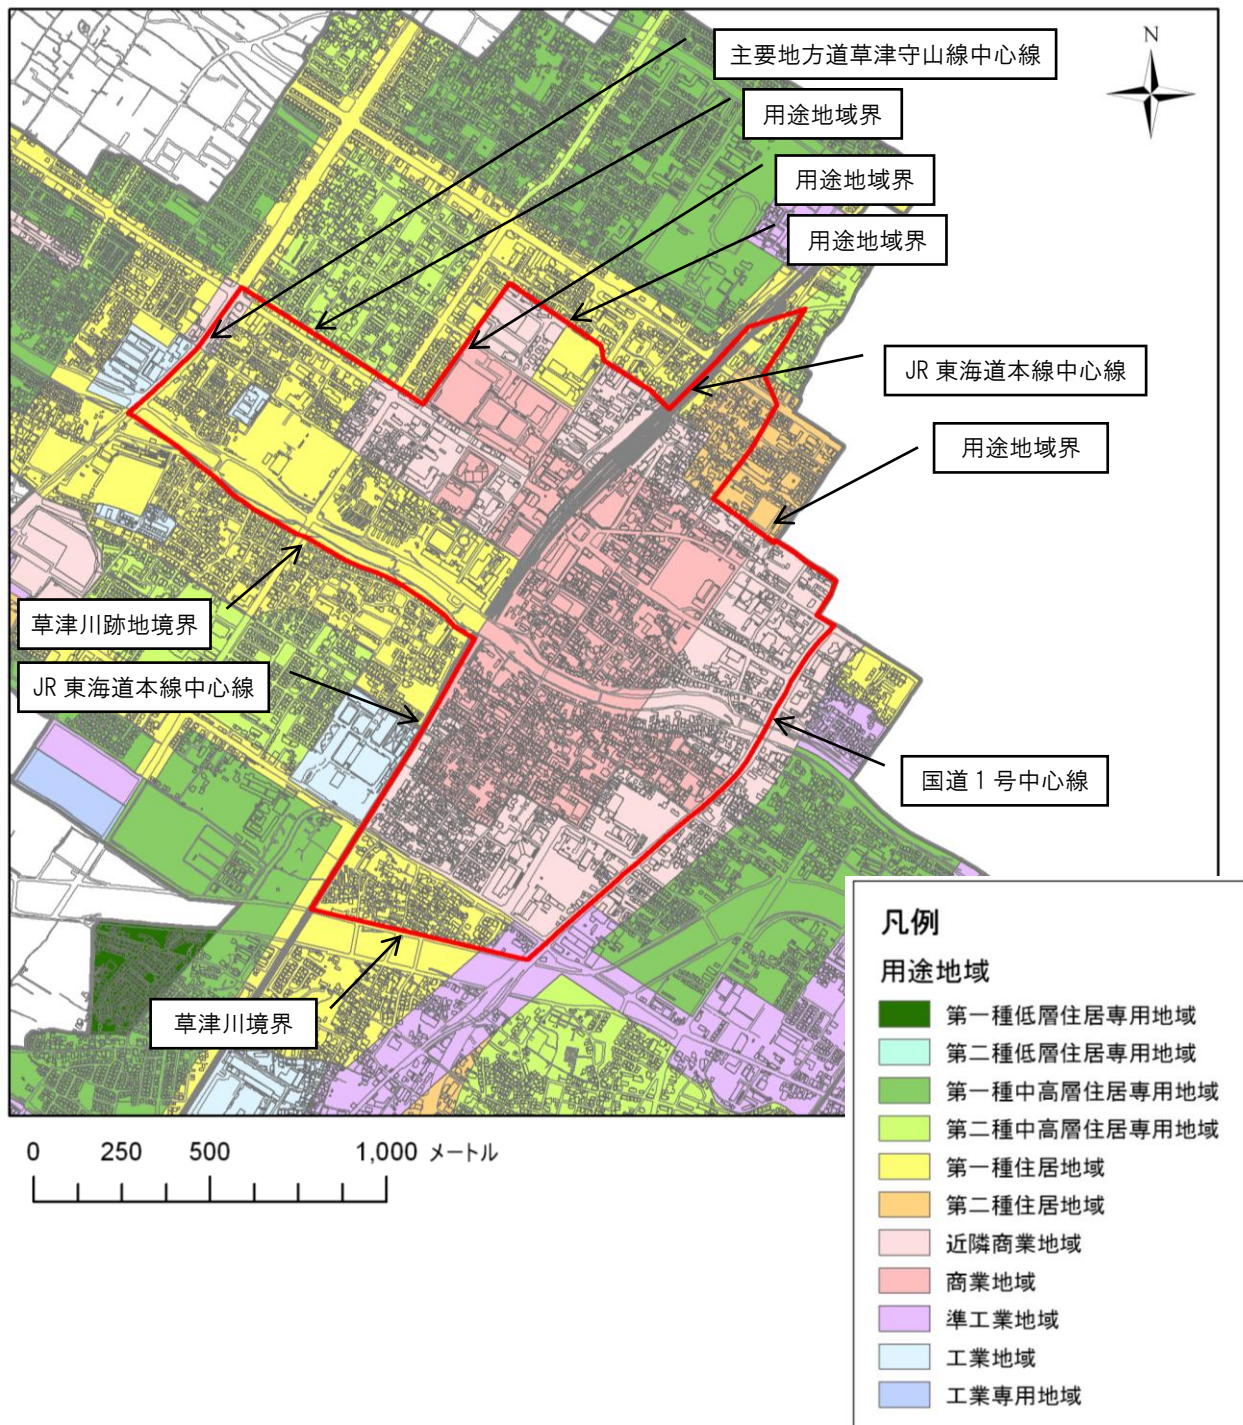 主要地方道草津守山線中心線
N
用途地域界
用途地域界
用途地域界
JR 東海道本線中心線
用途地域界
草津川跡地境界
JR 東海道本線中心線
国道1号中心線
草津川境界
凡例
用途地域
第一種低層住居専用地域
第二種低層住居専用地域
第一種中高層住居専用地域
第二種中高層住居専用地域
第一種住居地域
第二種住居地域
近隣商業地域
商業地域
準工業地域
工業地域
工業専用地域
0 250 500 1,000 メートル